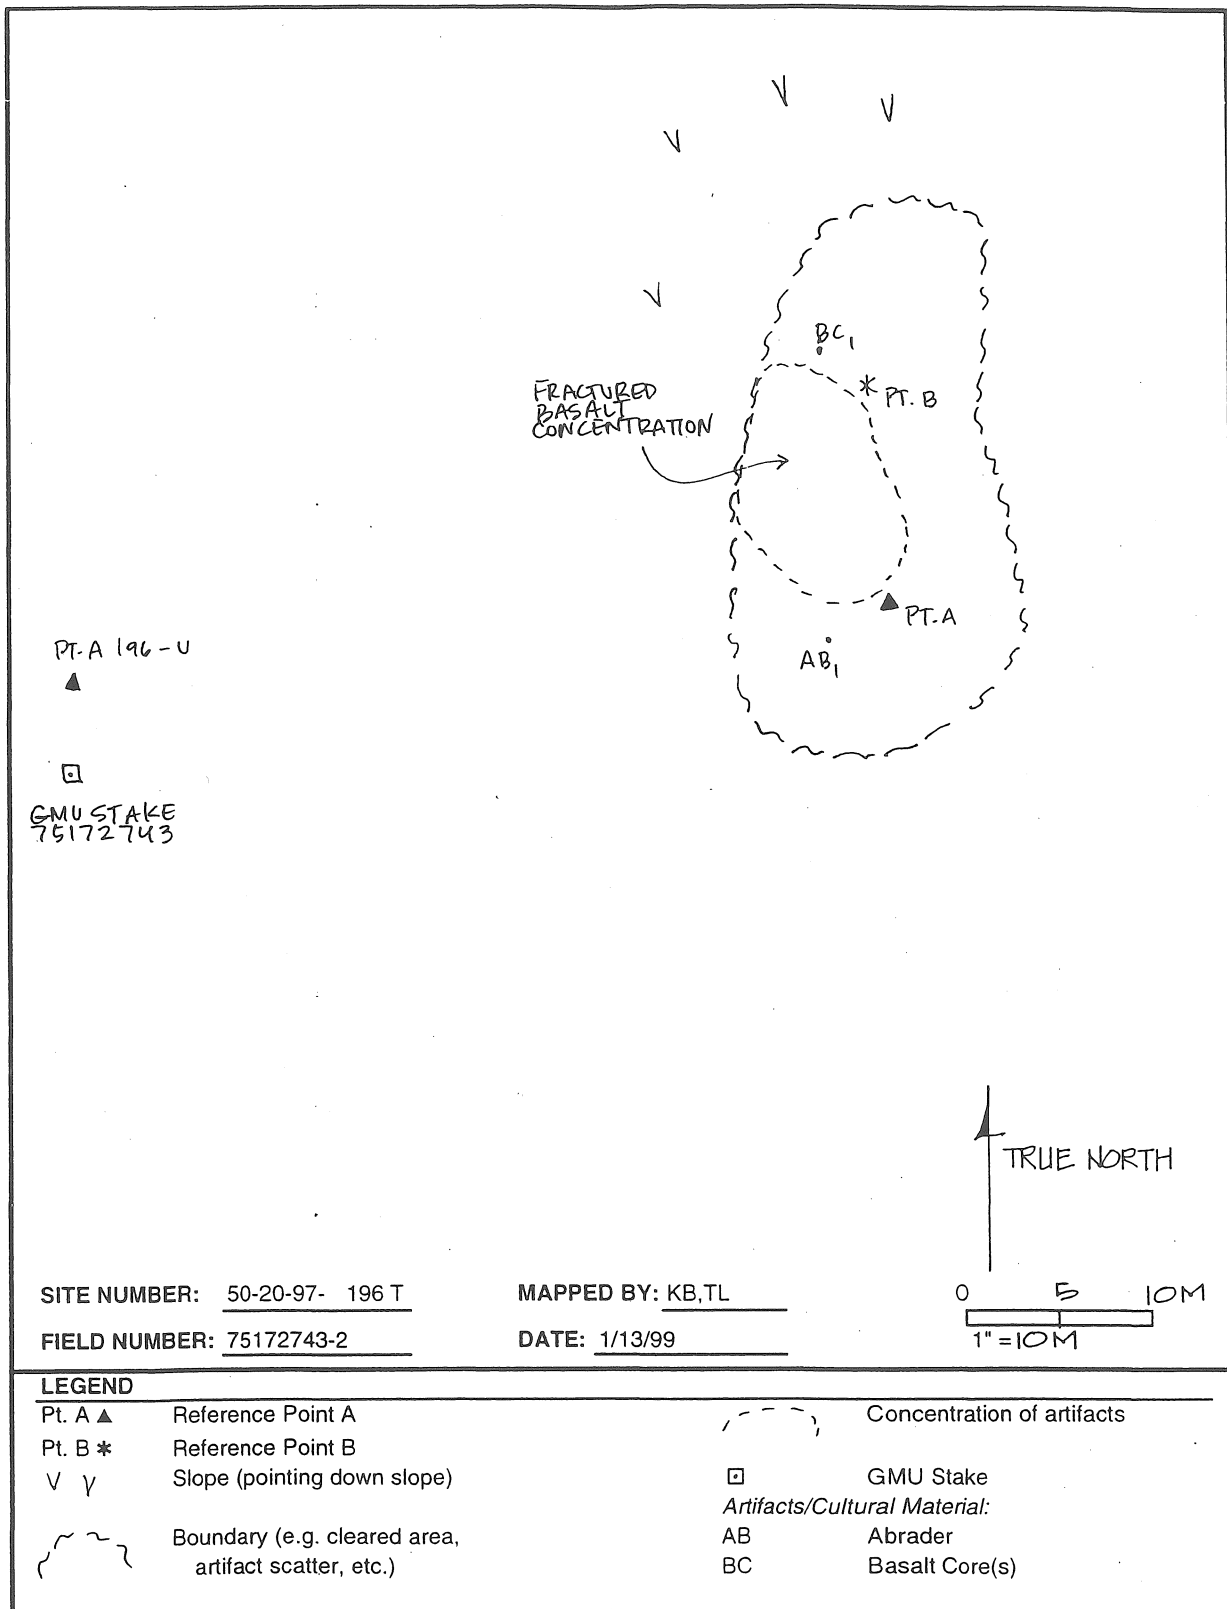 BC1
PT. B
FRACTURED
BASALT
CONCENTRATION
PT. A
AB1
PT. A 196-U
GMU STAKE
75172743
TRUE NORTH
SITE NUMBER: 50-20-97- 196 T
MAPPED BY: KB,TL
0 5 10M
FIELD NUMBER: 75172743-2
DATE: 1/13/99
1" = 10M
LEGEND
Pt. A ▲ Reference Point A
Pt. B * Reference Point B
Slope (pointing down slope)
Boundary (e.g. cleared area,
artifact scatter, etc.)
Concentration of artifacts
GMU Stake
Artifacts/Cultural Material:
AB Abrader
BC Basalt Core(s)